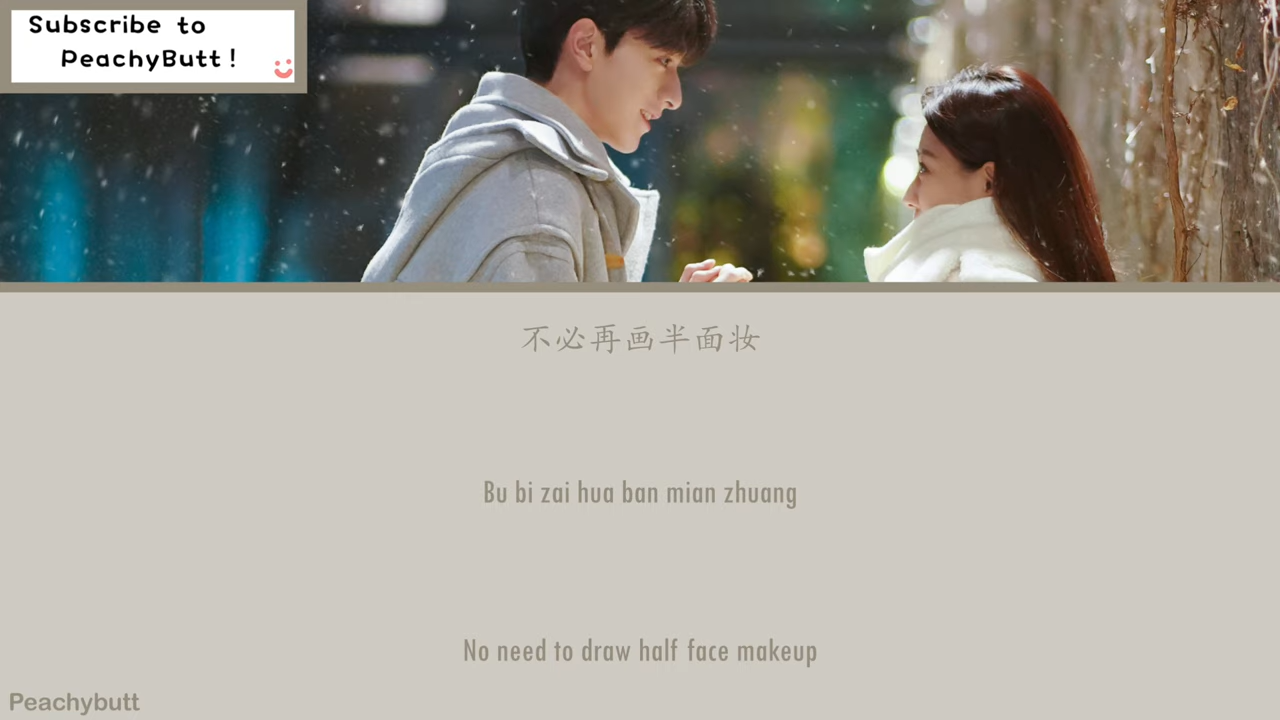 Subscribe to
PeachyButt!
不必再画半面妆
Bu bi zai hua ban mian zhuang
No need to draw half face makeup
Peachybutt